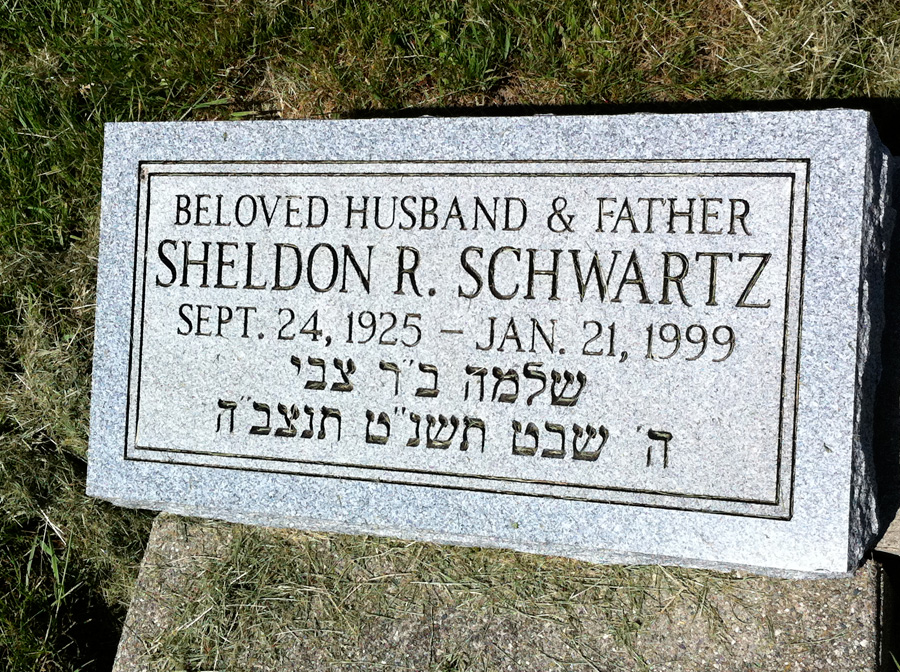 BELOVED HUSBAND & FATHER
SHELDON R. SCHWARTZ
SEPT. 24, 1925 – JAN. 21, 1999
שלמה ב״ר צבי
ה׳ שבט תשנ״ט תנצב״ה